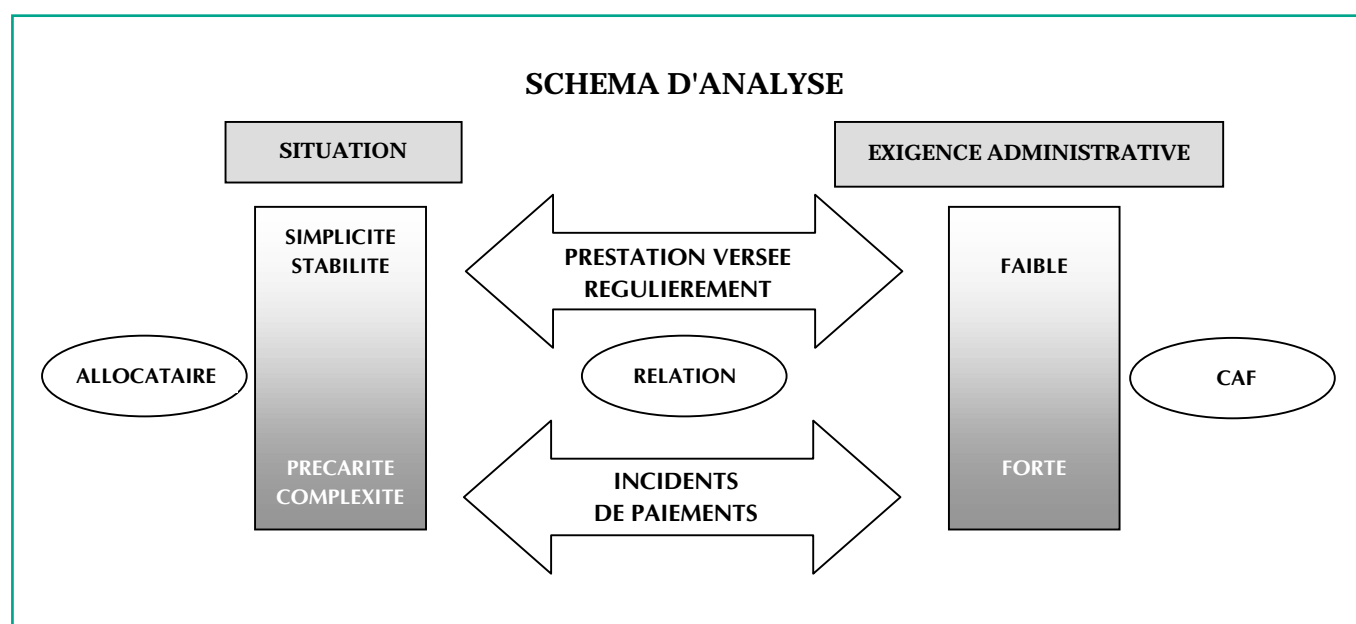 SCHEMA D'ANALYSE
SITUATION
EXIGENCE ADMINISTRATIVE
SIMPLICITE
STABILITE
PRESTATION VERSEE
REGULIEREMENT
FAIBLE
ALLOCATAIRE
RELATION
CAF
PRECARITE
COMPLEXITE
INCIDENTS
DE PAIEMENTS
FORTE